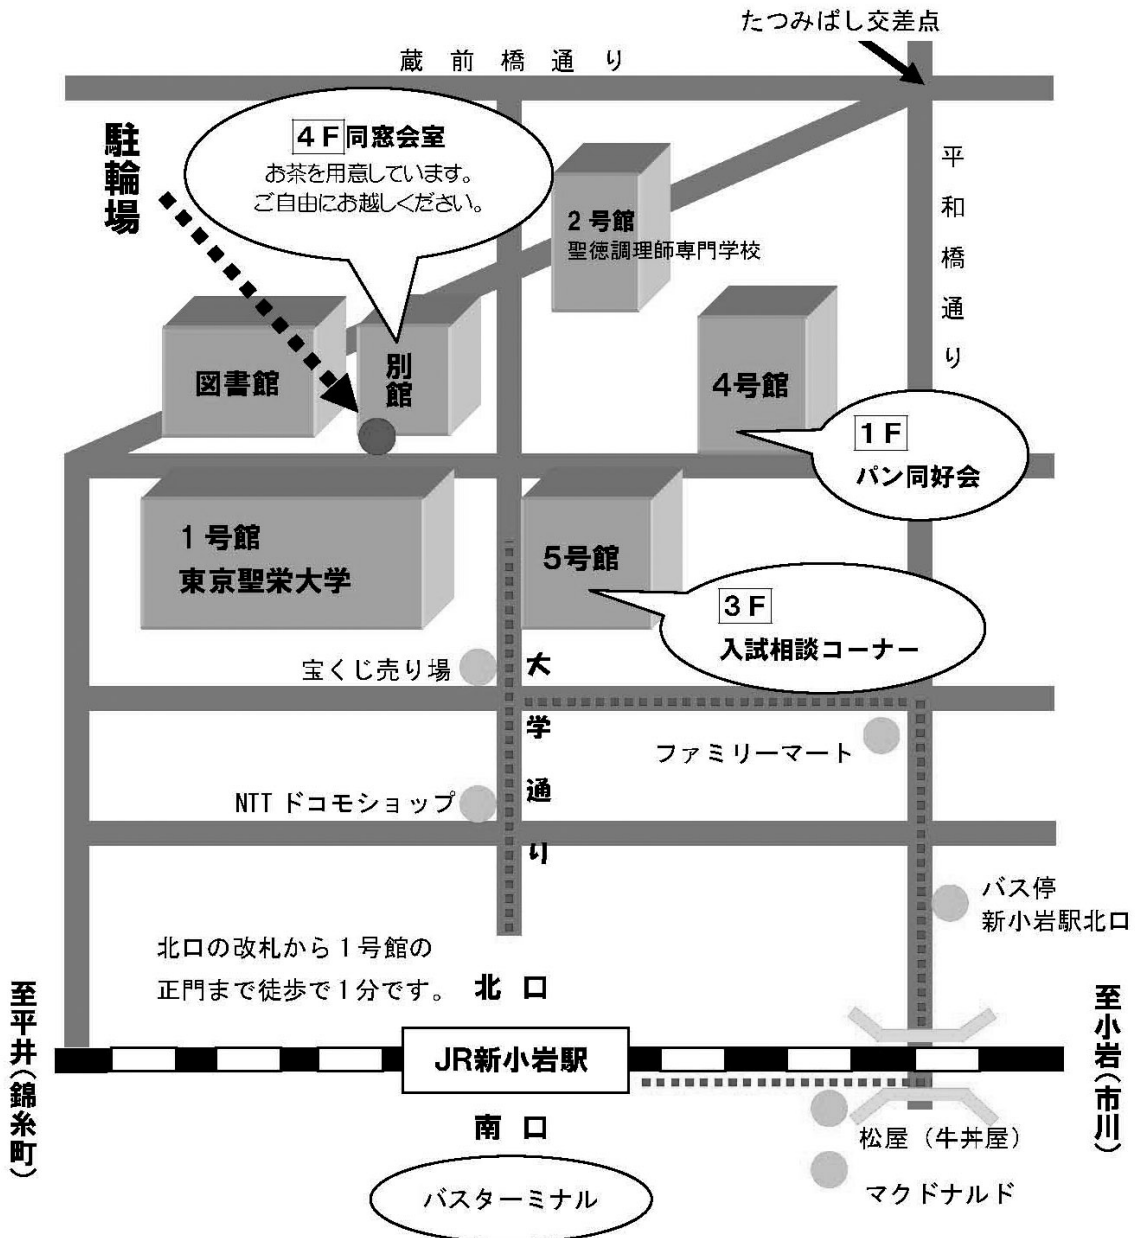 たつみばし交差点
蔵前橋通り
駐輪場
4F 同窓会室
お茶を用意しています。
ご自由にお越しください。
平和橋通り
2号館
聖徳調理師専門学校
図書館
別館
4号館
1F
パン同好会
1号館
東京聖栄大学
5号館
3F
入試相談コーナー
宝くじ売り場
大学通り
ファミリーマート
NTTドコモショップ
バス停
新小岩駅北口
北口の改札から1号館の
正門まで徒歩で1分です。
北口
至平井(錦糸町)
JR新小岩駅
至小岩(市川)
南口
松屋(牛丼屋)
マクドナルド
バスターミナル